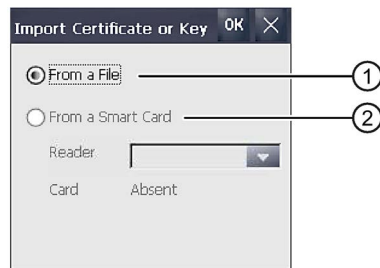 Import Certificate or Key OK
From a File
1
From a Smart Card
2
Reader
Card Absent